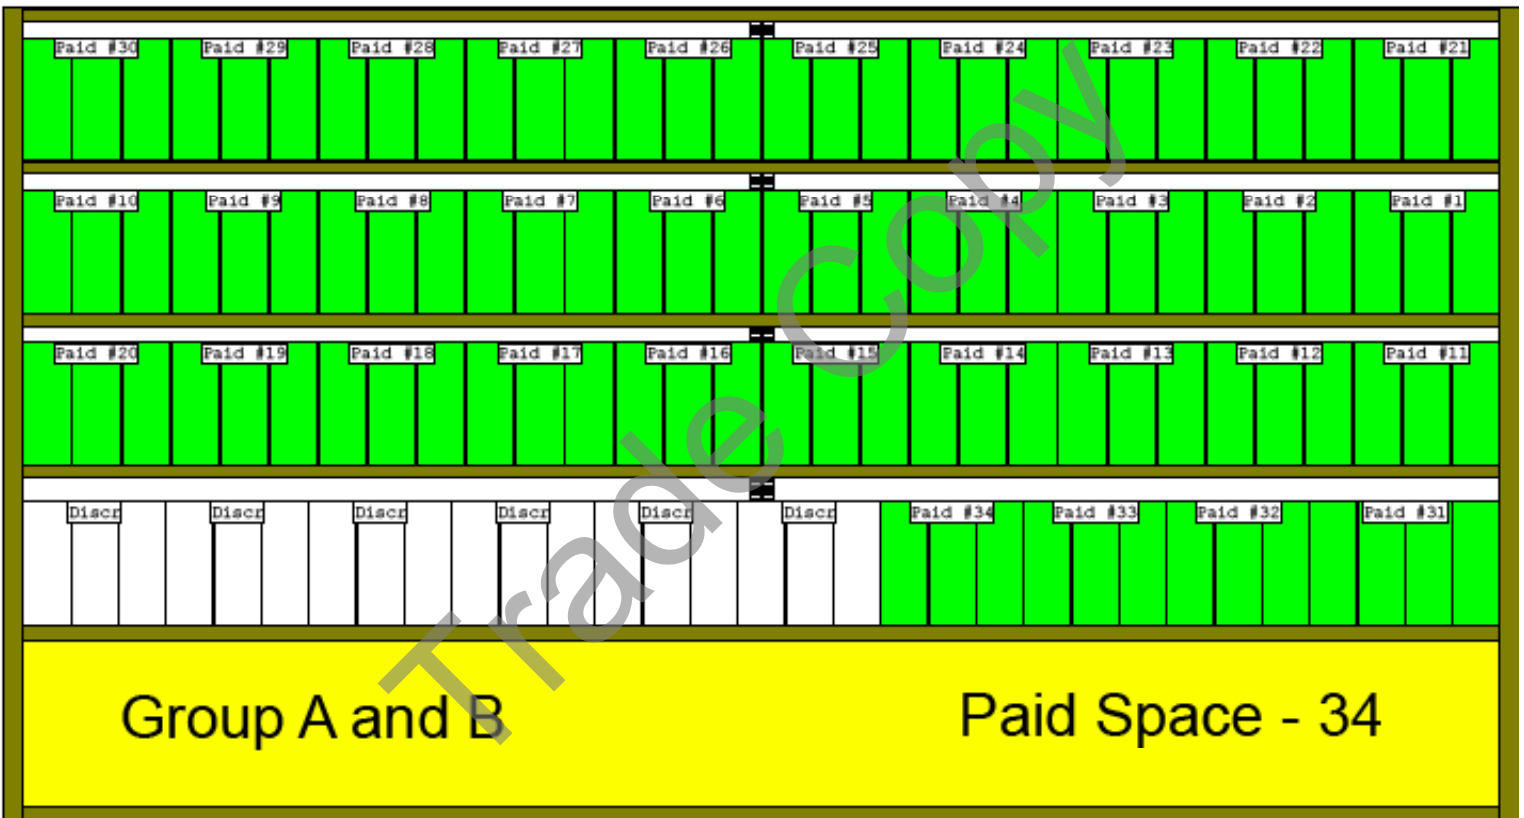 Paid #30 Paid #29 Paid #28 Paid #27 Paid #26 Paid #25 Paid #24 Paid #23 Paid #22 Paid #21
Paid #10 Paid #9 Paid #8 Paid #7 Paid #6 Paid #5 Paid #4 Paid #3 Paid #2 Paid #1
Paid #20 Paid #19 Paid #18 Paid #17 Paid #16 Paid #15 Paid #14 Paid #13 Paid #12 Paid #11
Discr Discr Discr Discr Discr Discr Paid #34 Paid #33 Paid #32 Paid #31
Group A and B Paid Space - 34
Trade Copy